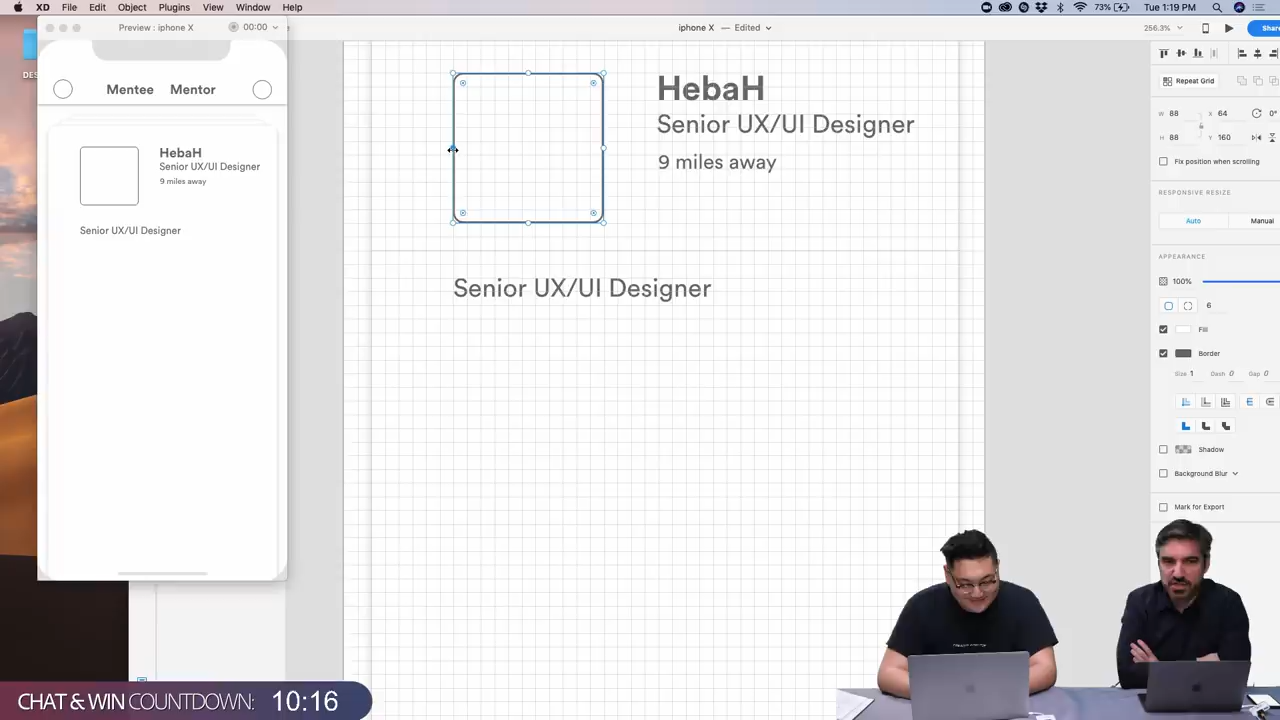 XD File Edit Object Plugins View Window Help
73% Tue 1:19 PM
Preview : iphone X 00:00
iphone X — Edited
256.3%
Share
DES
Mentee Mentor
HebaH
Senior UX/UI Designer
9 miles away
Senior UX/UI Designer
HebaH
Senior UX/UI Designer
9 miles away
Senior UX/UI Designer
Repeat Grid
W 88 X 64 0°
H 88 Y 160
Fix position when scrolling
RESPONSIVE RESIZE
Auto Manual
APPEARANCE
100%
6
Fill
Border
Size 1 Dash 0 Gap 0
Shadow
Background Blur
Mark for Export
CHAT & WIN COUNTDOWN: 10:16